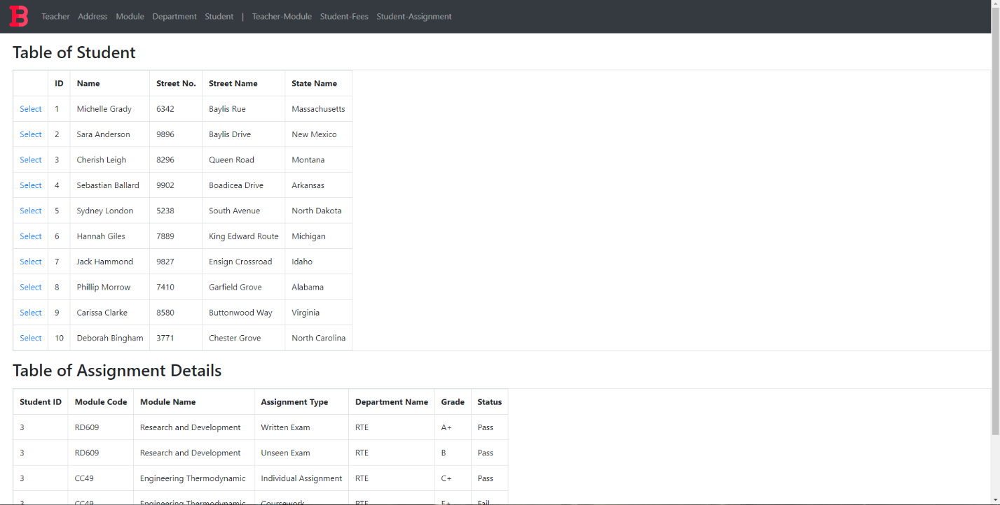 B Teacher Address Module Department Student | Teacher-Module Student-Fees Student-Assignment
Table of Student
ID Name Street No. Street Name State Name
Select 1 Michelle Grady 6342 Baylis Rue Massachusetts
Select 2 Sara Anderson 9896 Baylis Drive New Mexico
Select 3 Cherish Leigh 8296 Queen Road Montana
Select 4 Sebastian Ballard 9902 Boadicea Drive Arkansas
Select 5 Sydney London 5238 South Avenue North Dakota
Select 6 Hannah Giles 7889 King Edward Route Michigan
Select 7 Jack Hammond 9827 Ensign Crossroad Idaho
Select 8 Phillip Morrow 7410 Garfield Grove Alabama
Select 9 Carissa Clarke 8580 Buttonwood Way Virginia
Select 10 Deborah Bingham 3771 Chester Grove North Carolina
Table of Assignment Details
Student ID Module Code Module Name Assignment Type Department Name Grade Status
3 RD609 Research and Development Written Exam RTE A+ Pass
3 RD609 Research and Development Unseen Exam RTE B Pass
3 CC49 Engineering Thermodynamic Individual Assignment RTE C+ Pass
3 CC49 Engineering Thermodynamic Coursework RTE Fail